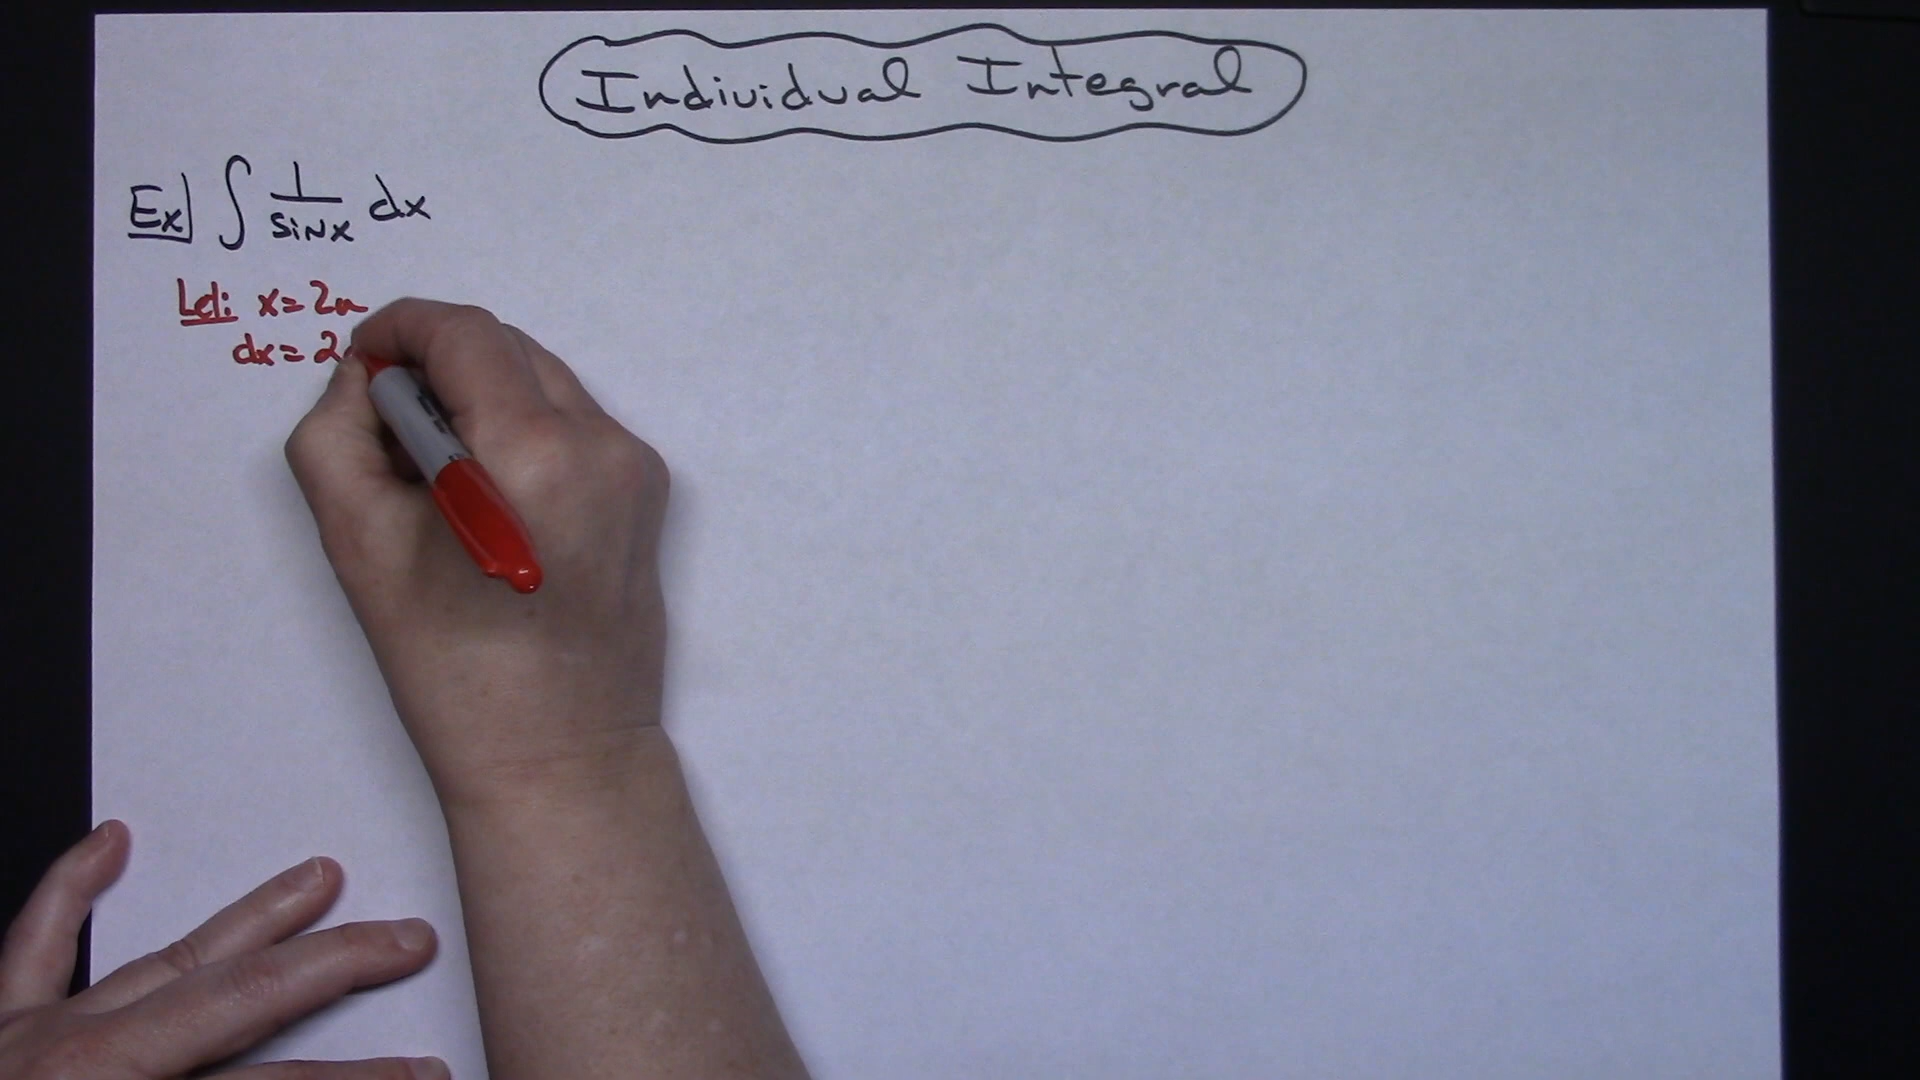 Individual Integral
Ex) ∫ 1/sinx dx
Let: x=2u
dx=2